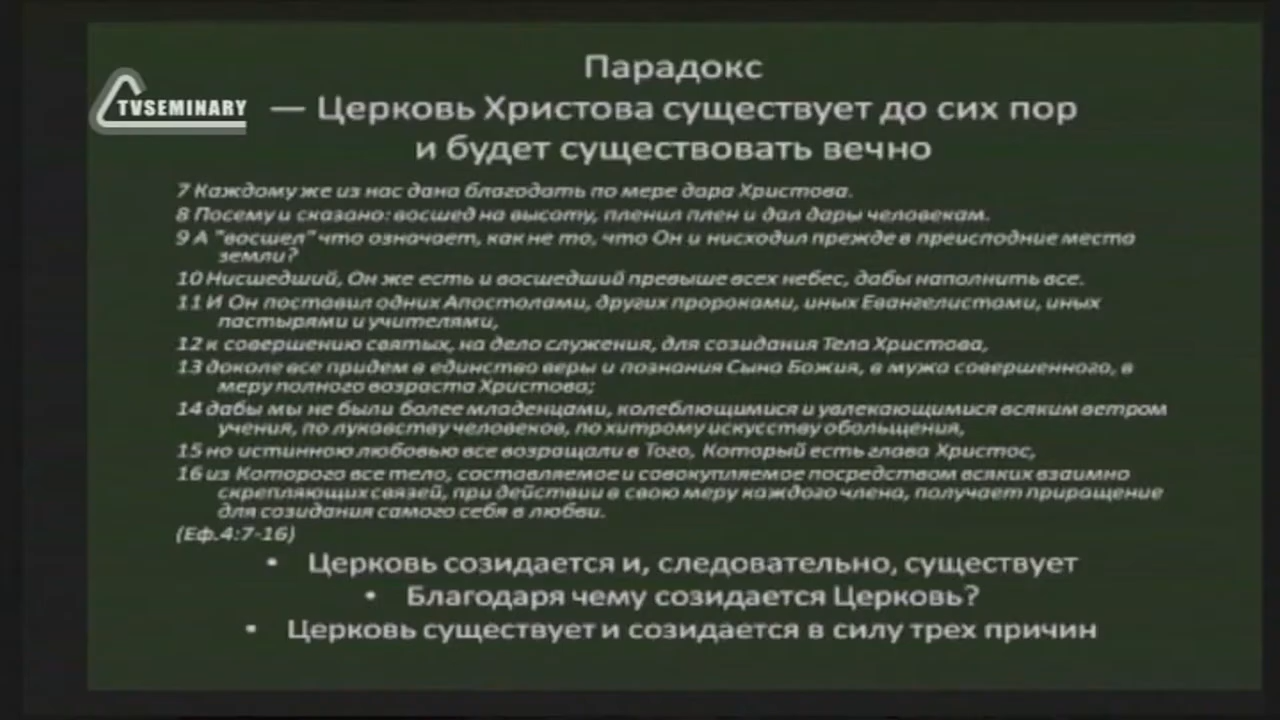 Парадокс
TVSEMINARY
— Церковь Христова существует до сих пор
и будет существовать вечно
7 Каждому же из нас дана благодать по мере дара Христова.
8 Посему и сказано: восшед на высоту, пленил плен и дал дары человекам.
9 А "восшел" что означает, как не то, что Он и нисходил прежде в преисподние места
земли?
10 Нисшедший, Он же есть и восшедший превыше всех небес, дабы наполнить все.
11 И Он поставил одних Апостолами, других пророками, иных Евангелистами, иных
пастырями и учителями,
12 к совершению святых, на дело служения, для созидания Тела Христова,
13 доколе все придем в единство веры и познания Сына Божия, в мужа совершенного, в
меру полного возраста Христова;
14 дабы мы не были более младенцами, колеблющимися и увлекающимися всяким ветром
учения, по лукавству человеков, по хитрому искусству обольщения,
15 но истинною любовью все возращали в Того, Который есть глава Христос,
16 из Которого все тело, составляемое и совокупляемое посредством всяких взаимно
скрепляющих связей, при действии в свою меру каждого члена, получает приращение
для созидания самого себя в любви.
(Еф.4:7-16)
• Церковь созидается и, следовательно, существует
• Благодаря чему созидается Церковь?
• Церковь существует и созидается в силу трех причин